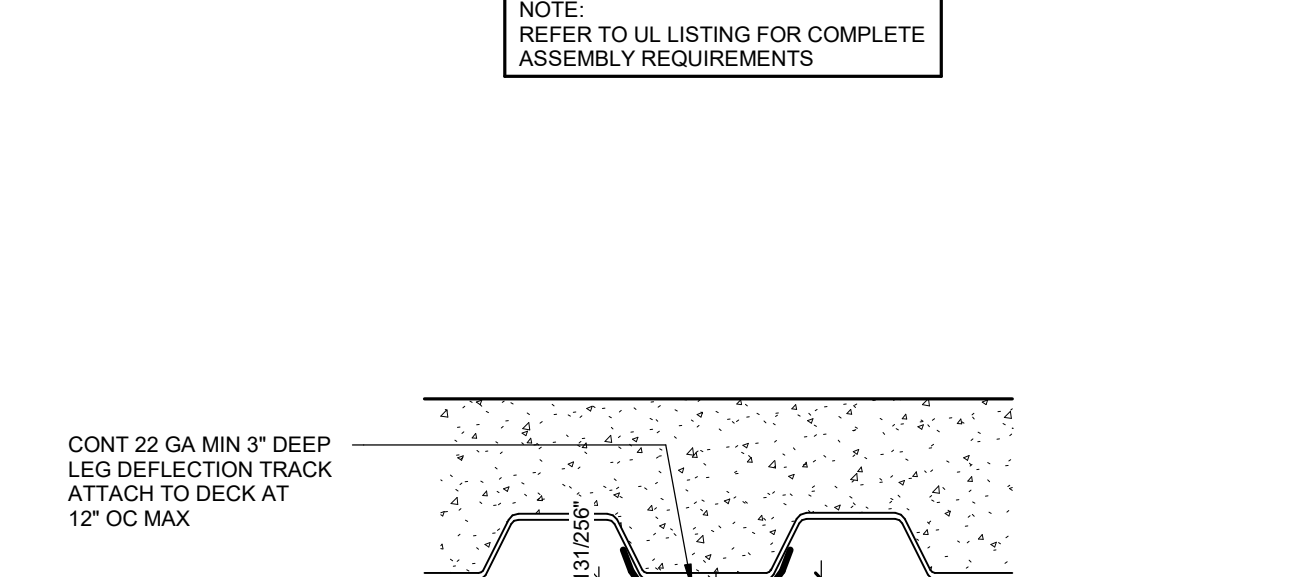 NOTE:
REFER TO UL LISTING FOR COMPLETE
ASSEMBLY REQUIREMENTS
CONT 22 GA MIN 3" DEEP
LEG DEFLECTION TRACK
ATTACH TO DECK AT
12" OC MAX
131/256"